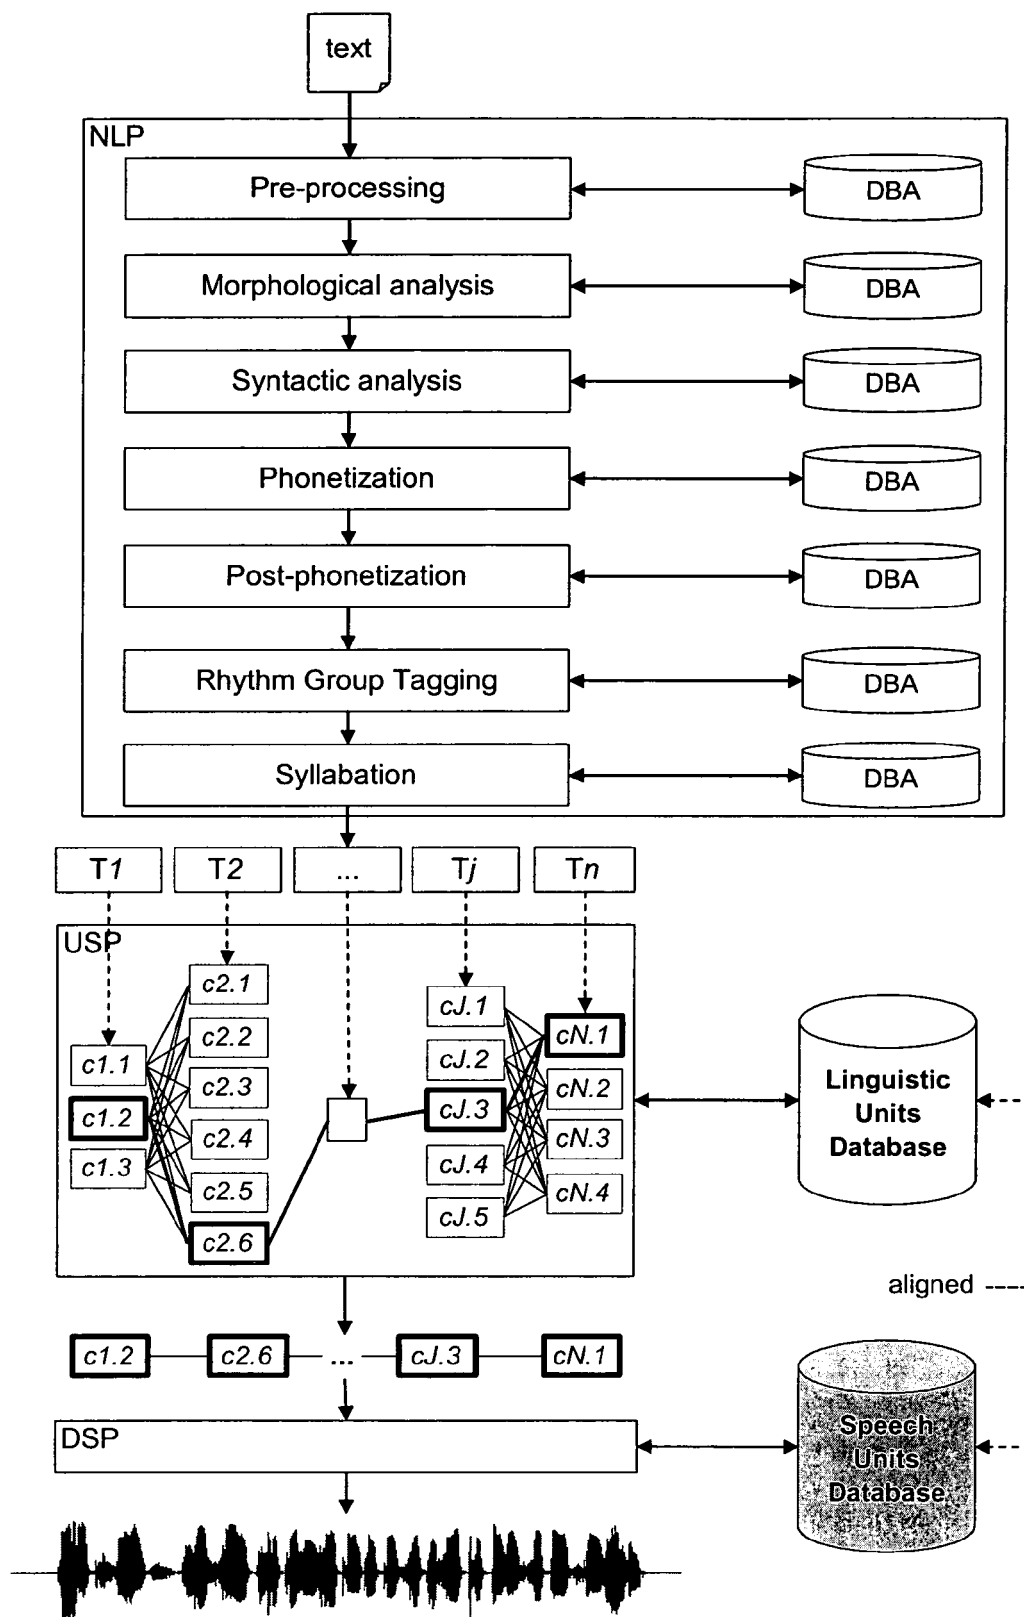 text
NLP
Pre-processing
DBA
Morphological analysis
DBA
Syntactic analysis
DBA
Phonetization
DBA
Post-phonetization
DBA
Rhythm Group Tagging
DBA
Syllabation
DBA
T1 T2 ... Tj Tn
USP
c1.1
c1.2
c1.3
c2.1
c2.2
c2.3
c2.4
c2.5
c2.6
cJ.1
cJ.2
cJ.3
cJ.4
cJ.5
cN.1
cN.2
cN.3
cN.4
Linguistic
Units
Database
aligned
c1.2 c2.6 ... cJ.3 cN.1
DSP
Speech
Units
Database